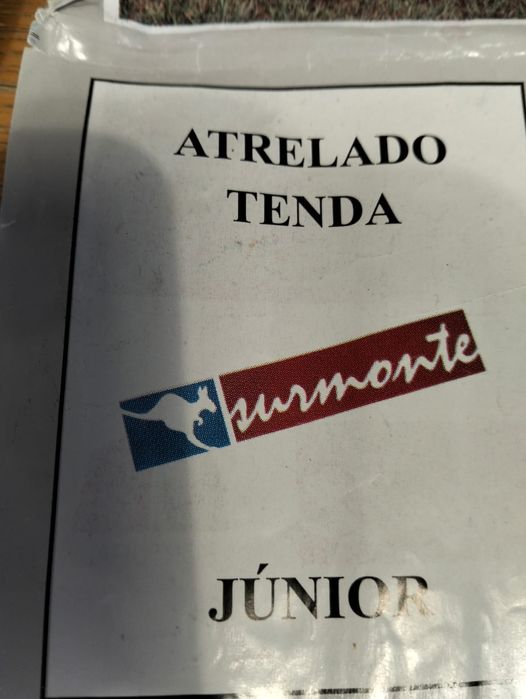 ATRELADO
TENDA
surmonte
JÚNIOR